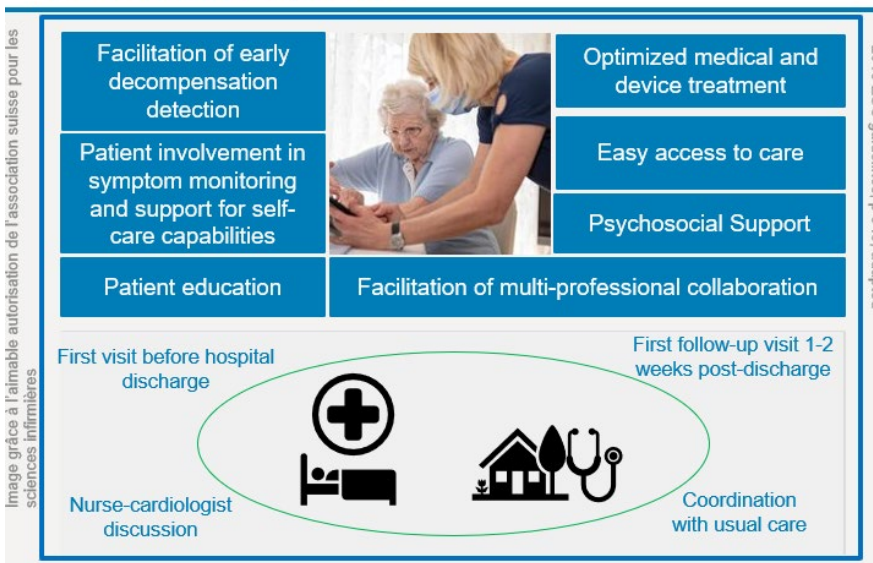 Image grâce à l'aimable autorisation de l'association suisse pour les
sciences infirmières
Facilitation of early
decompensation
detection
Patient involvement in
symptom monitoring
and support for self-
care capabilities
Patient education
Optimized medical and
device treatment
Easy access to care
Psychosocial Support
Facilitation of multi-professional collaboration
First visit before hospital
discharge
First follow-up visit 1-2
weeks post-discharge
Nurse-cardiologist
discussion
Coordination
with usual care